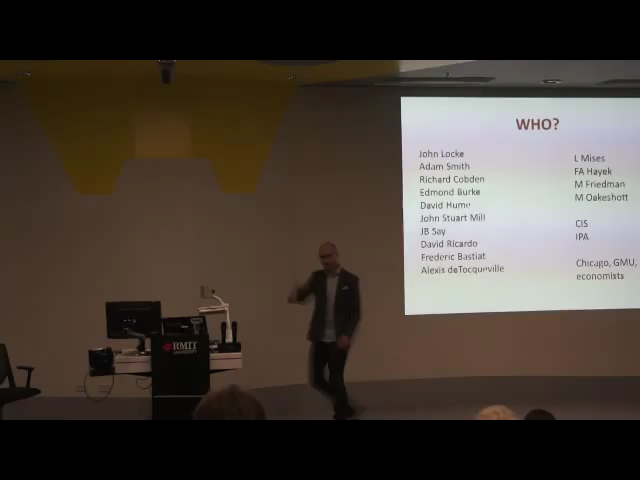 WHO?
John Locke
Adam Smith
Richard Cobden
Edmond Burke
David Hume
John Stuart Mill
JB Say
David Ricardo
Frederic Bastiat
Alexis deTocqueville
L Mises
FA Hayek
M Friedman
M Oakeshott
CIS
IPA
Chicago, GMU,
economists
RMIT
UNIVERSITY